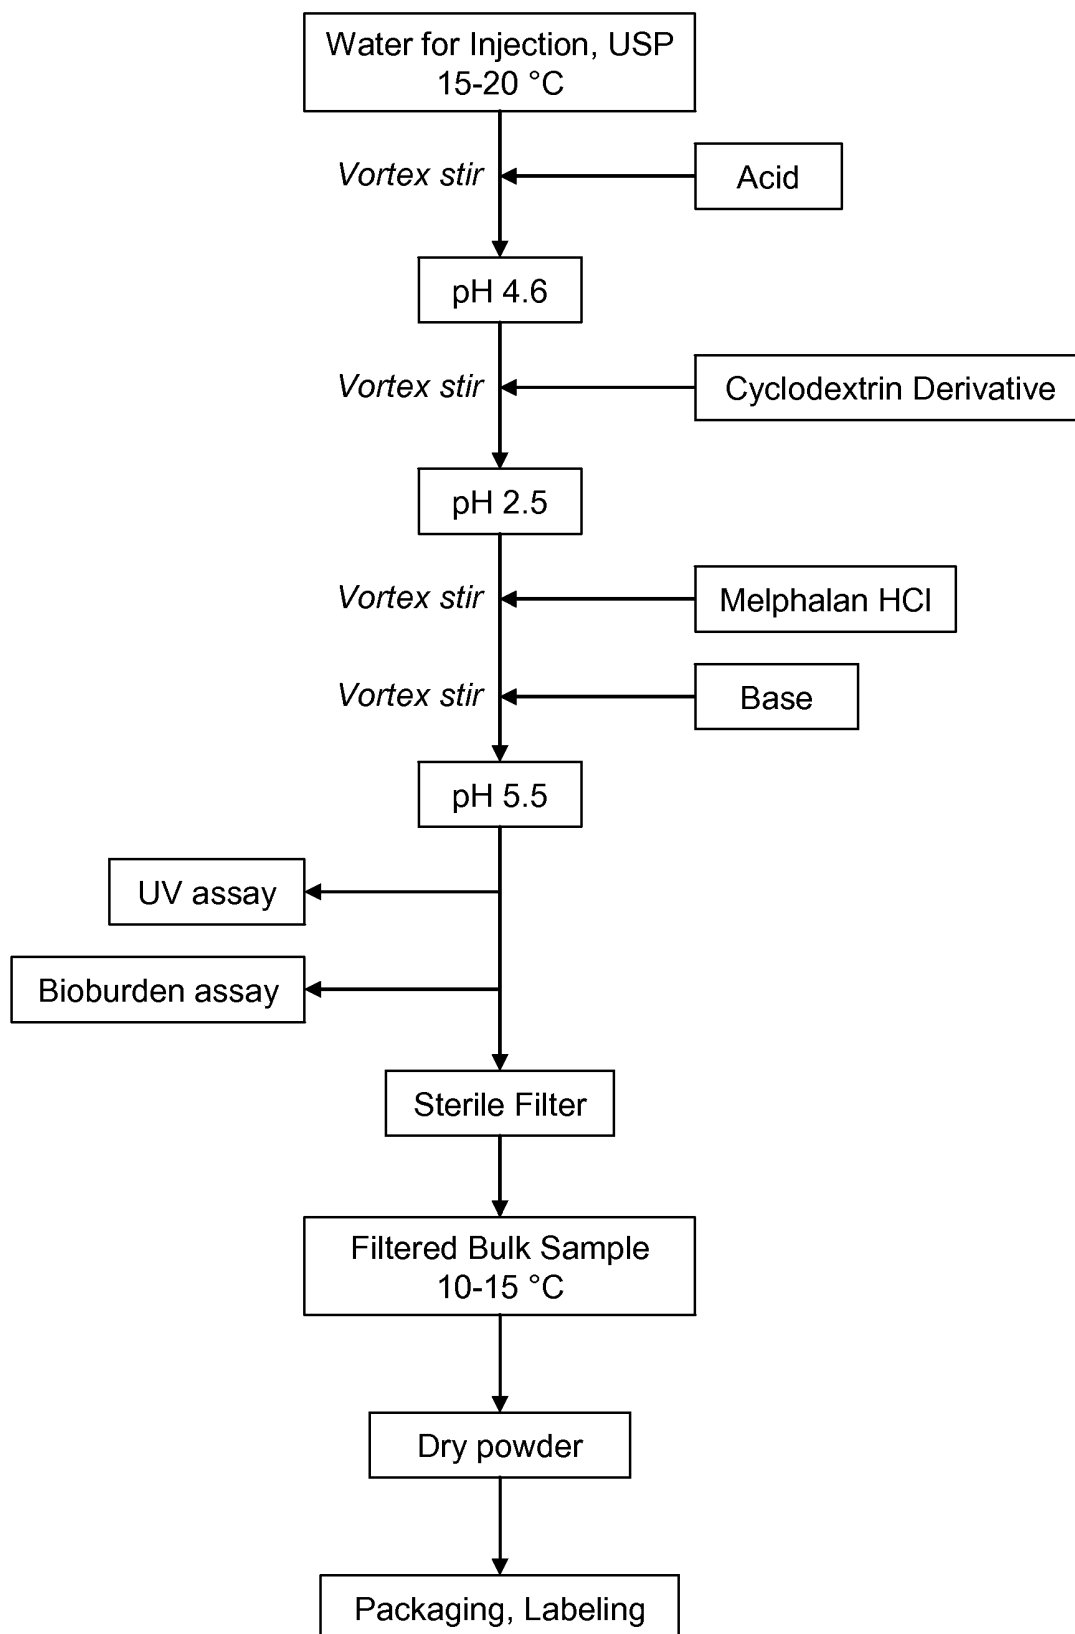 Water for Injection, USP
15-20 °C
Vortex stir
Acid
pH 4.6
Vortex stir
Cyclodextrin Derivative
pH 2.5
Vortex stir
Melphalan HCl
Vortex stir
Base
pH 5.5
UV assay
Bioburden assay
Sterile Filter
Filtered Bulk Sample
10-15 °C
Dry powder
Packaging, Labeling